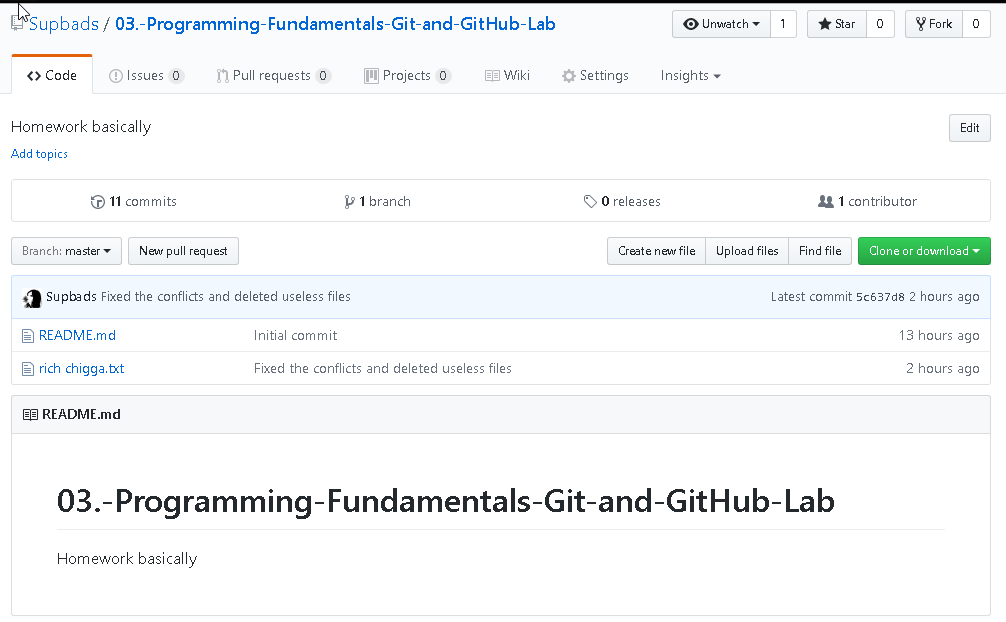 Supbads / 03.-Programming-Fundamentals-Git-and-GitHub-Lab Unwatch 1 Star 0 Fork 0
Code Issues 0 Pull requests 0 Projects 0 Wiki Settings Insights
Homework basically Edit
Add topics
11 commits 1 branch 0 releases 1 contributor
Branch: master New pull request Create new file Upload files Find file Clone or download
Supbads Fixed the conflicts and deleted useless files Latest commit 5c637d8 2 hours ago
README.md Initial commit 13 hours ago
rich chigga.txt Fixed the conflicts and deleted useless files 2 hours ago
README.md
03.-Programming-Fundamentals-Git-and-GitHub-Lab
Homework basically